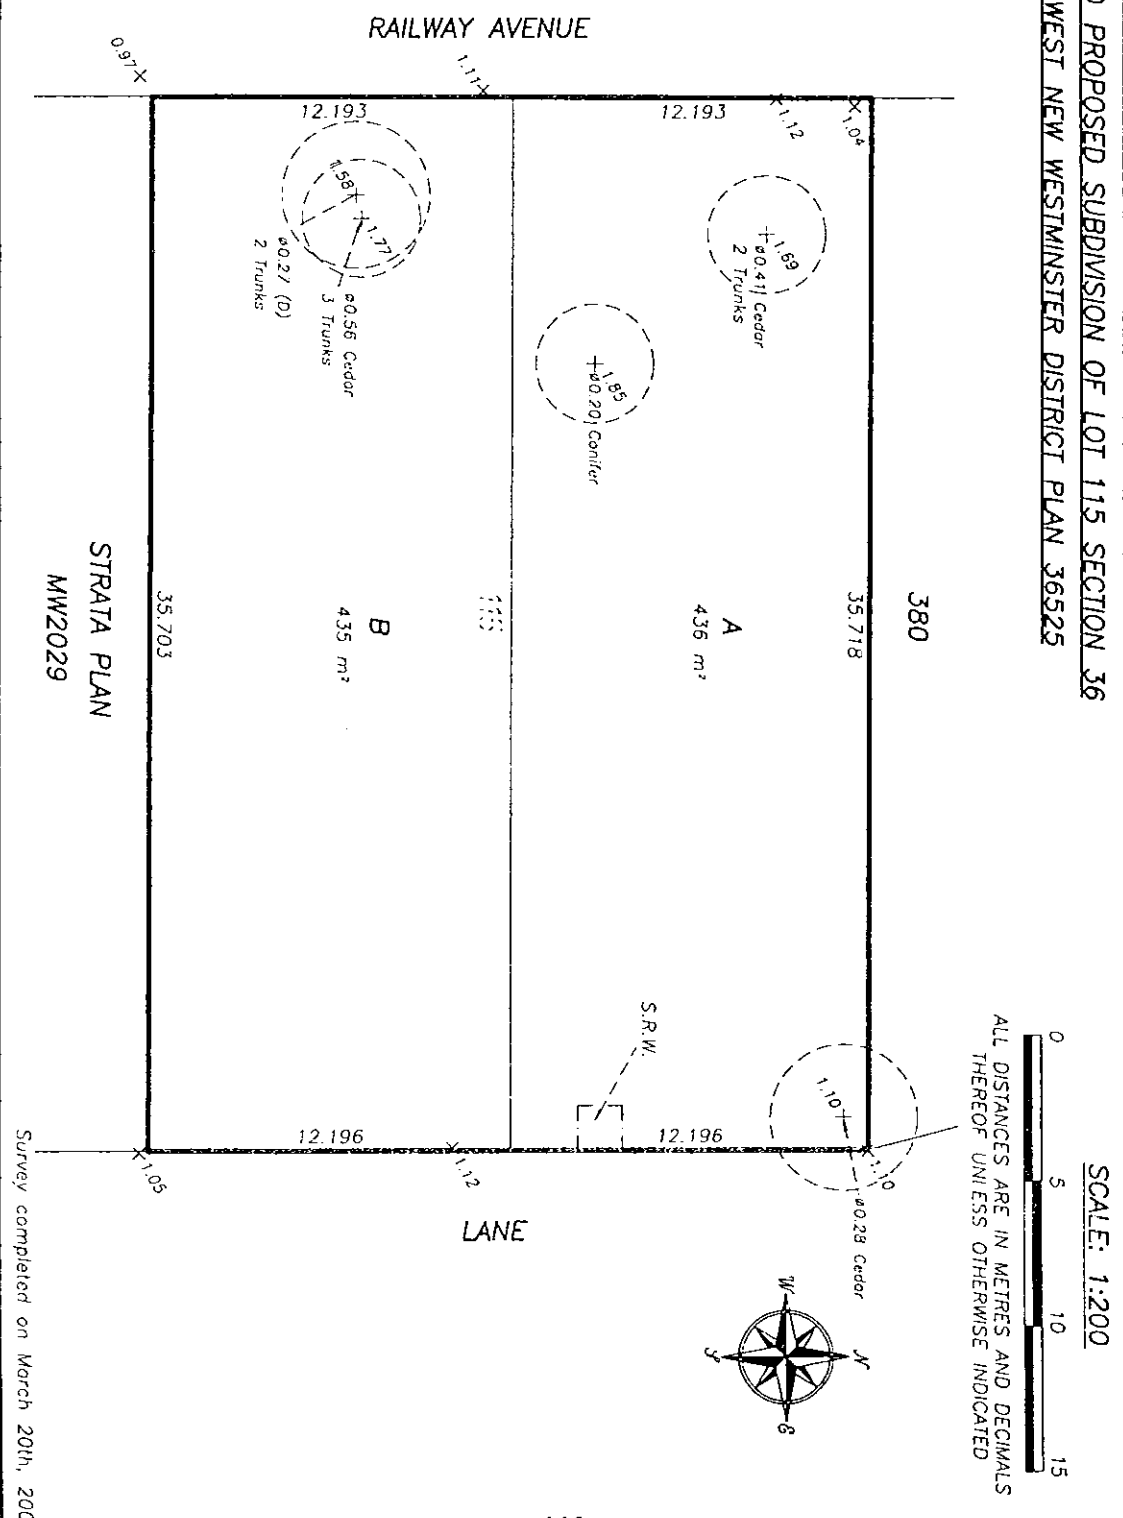 PROPOSED SUBDIVISION OF LOT 115 SECTION 36
WEST NEW WESTMINSTER DISTRICT PLAN 36525
SCALE: 1:200
0 5 10 15
ALL DISTANCES ARE IN METRES AND DECIMALS
THEREOF UNLESS OTHERWISE INDICATED
RAILWAY AVENUE
380
35.718
A
436 m²
115
B
435 m²
35.703
STRATA PLAN
MW2029
12.193
12.193
0.97
1.11
1.12
1.04
1.69
ø0.41 Cedar
2 Trunks
1.85
ø0.20 Conifer
1.58
1.77
ø0.56 Cedar
3 Trunks
ø0.27 (D)
2 Trunks
S.R.W.
1.10
1.10
ø0.28 Cedar
12.196
12.196
1.05
1.12
LANE
N
W
E
S
Survey completed on March 20th,